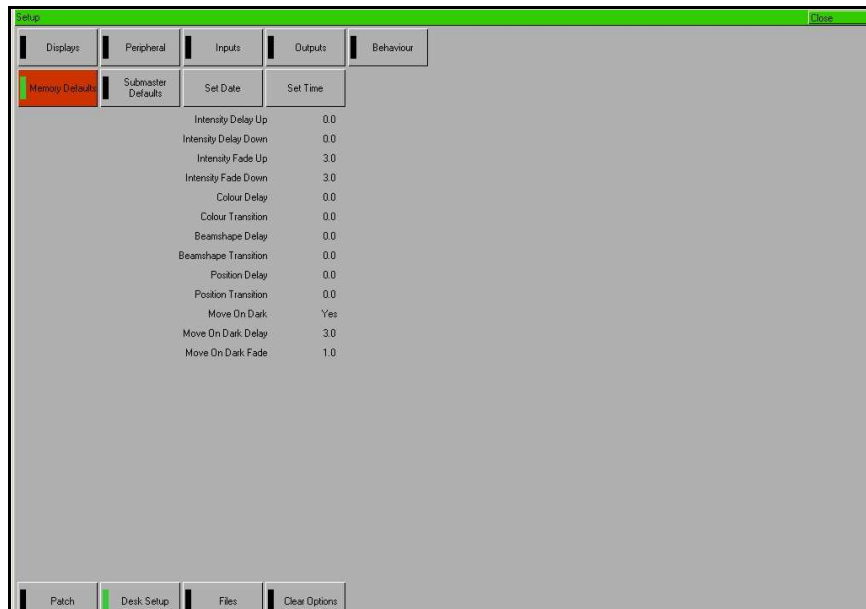 Setup Close
Displays Peripheral Inputs Outputs Behaviour
Memory Defaults Submaster Defaults Set Date Set Time
Intensity Delay Up 0.0
Intensity Delay Down 0.0
Intensity Fade Up 3.0
Intensity Fade Down 3.0
Colour Delay 0.0
Colour Transition 0.0
Beamshape Delay 0.0
Beamshape Transition 0.0
Position Delay 0.0
Position Transition 0.0
Move On Dark Yes
Move On Dark Delay 3.0
Move On Dark Fade 1.0
Patch Desk Setup Files Clear Options